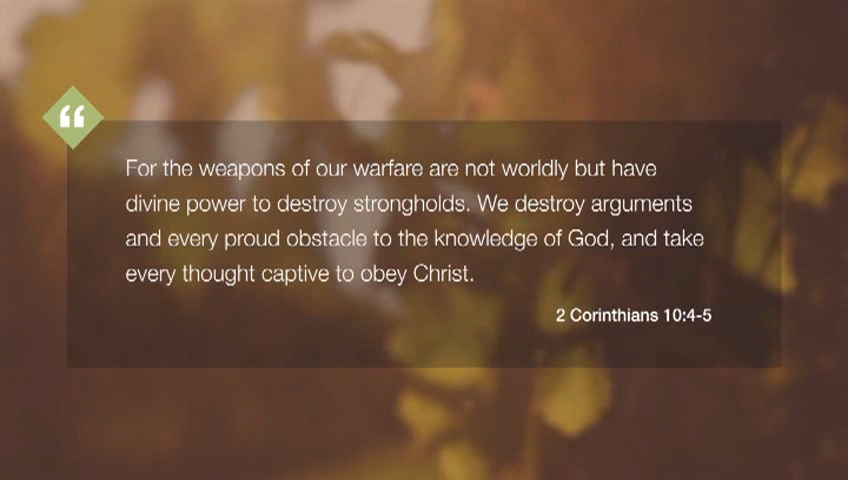 “
For the weapons of our warfare are not worldly but have
divine power to destroy strongholds. We destroy arguments
and every proud obstacle to the knowledge of God, and take
every thought captive to obey Christ.
2 Corinthians 10:4-5